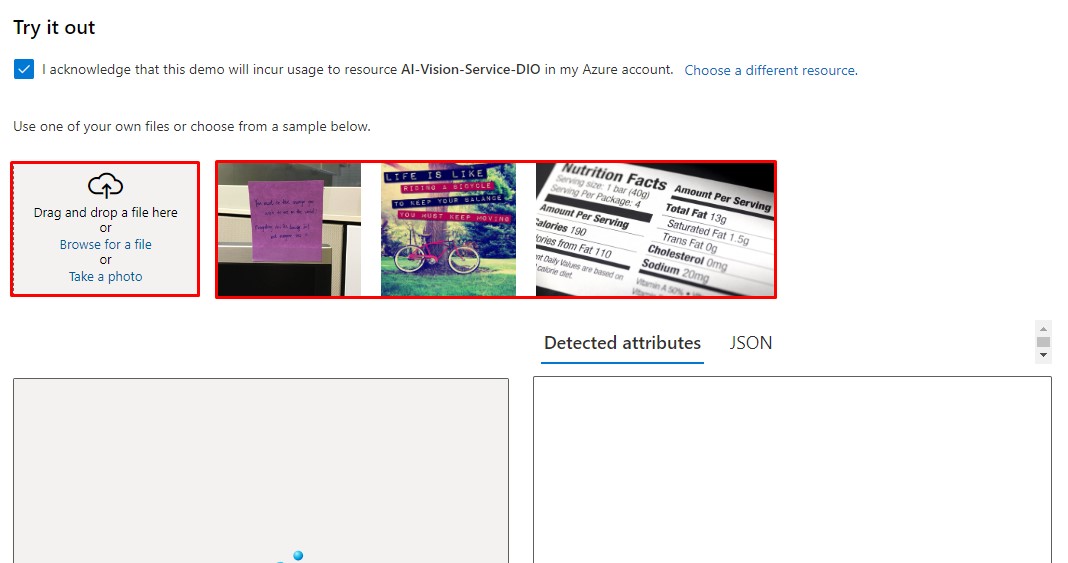 Try it out
I acknowledge that this demo will incur usage to resource AI-Vision-Service-DIO in my Azure account. Choose a different resource.
Use one of your own files or choose from a sample below.
Drag and drop a file here
or
Browse for a file
or
Take a photo
LIFE IS LIKE
RIDING A BICYCLE
TO KEEP YOUR BALANCE
YOU MUST KEEP MOVING
Nutrition Facts
Serving size: 1 bar (40g)
Serving Per Package: 4
Amount Per Serving
alories 190
ories from Fat 110
nt Daily Values are based on
calorie diet.
Amount Per Serving
Total Fat 13g
Saturated Fat 1.5g
Trans Fat 0g
Cholesterol 0mg
Sodium 20mg
Vitamin A 50%
Detected attributes
JSON